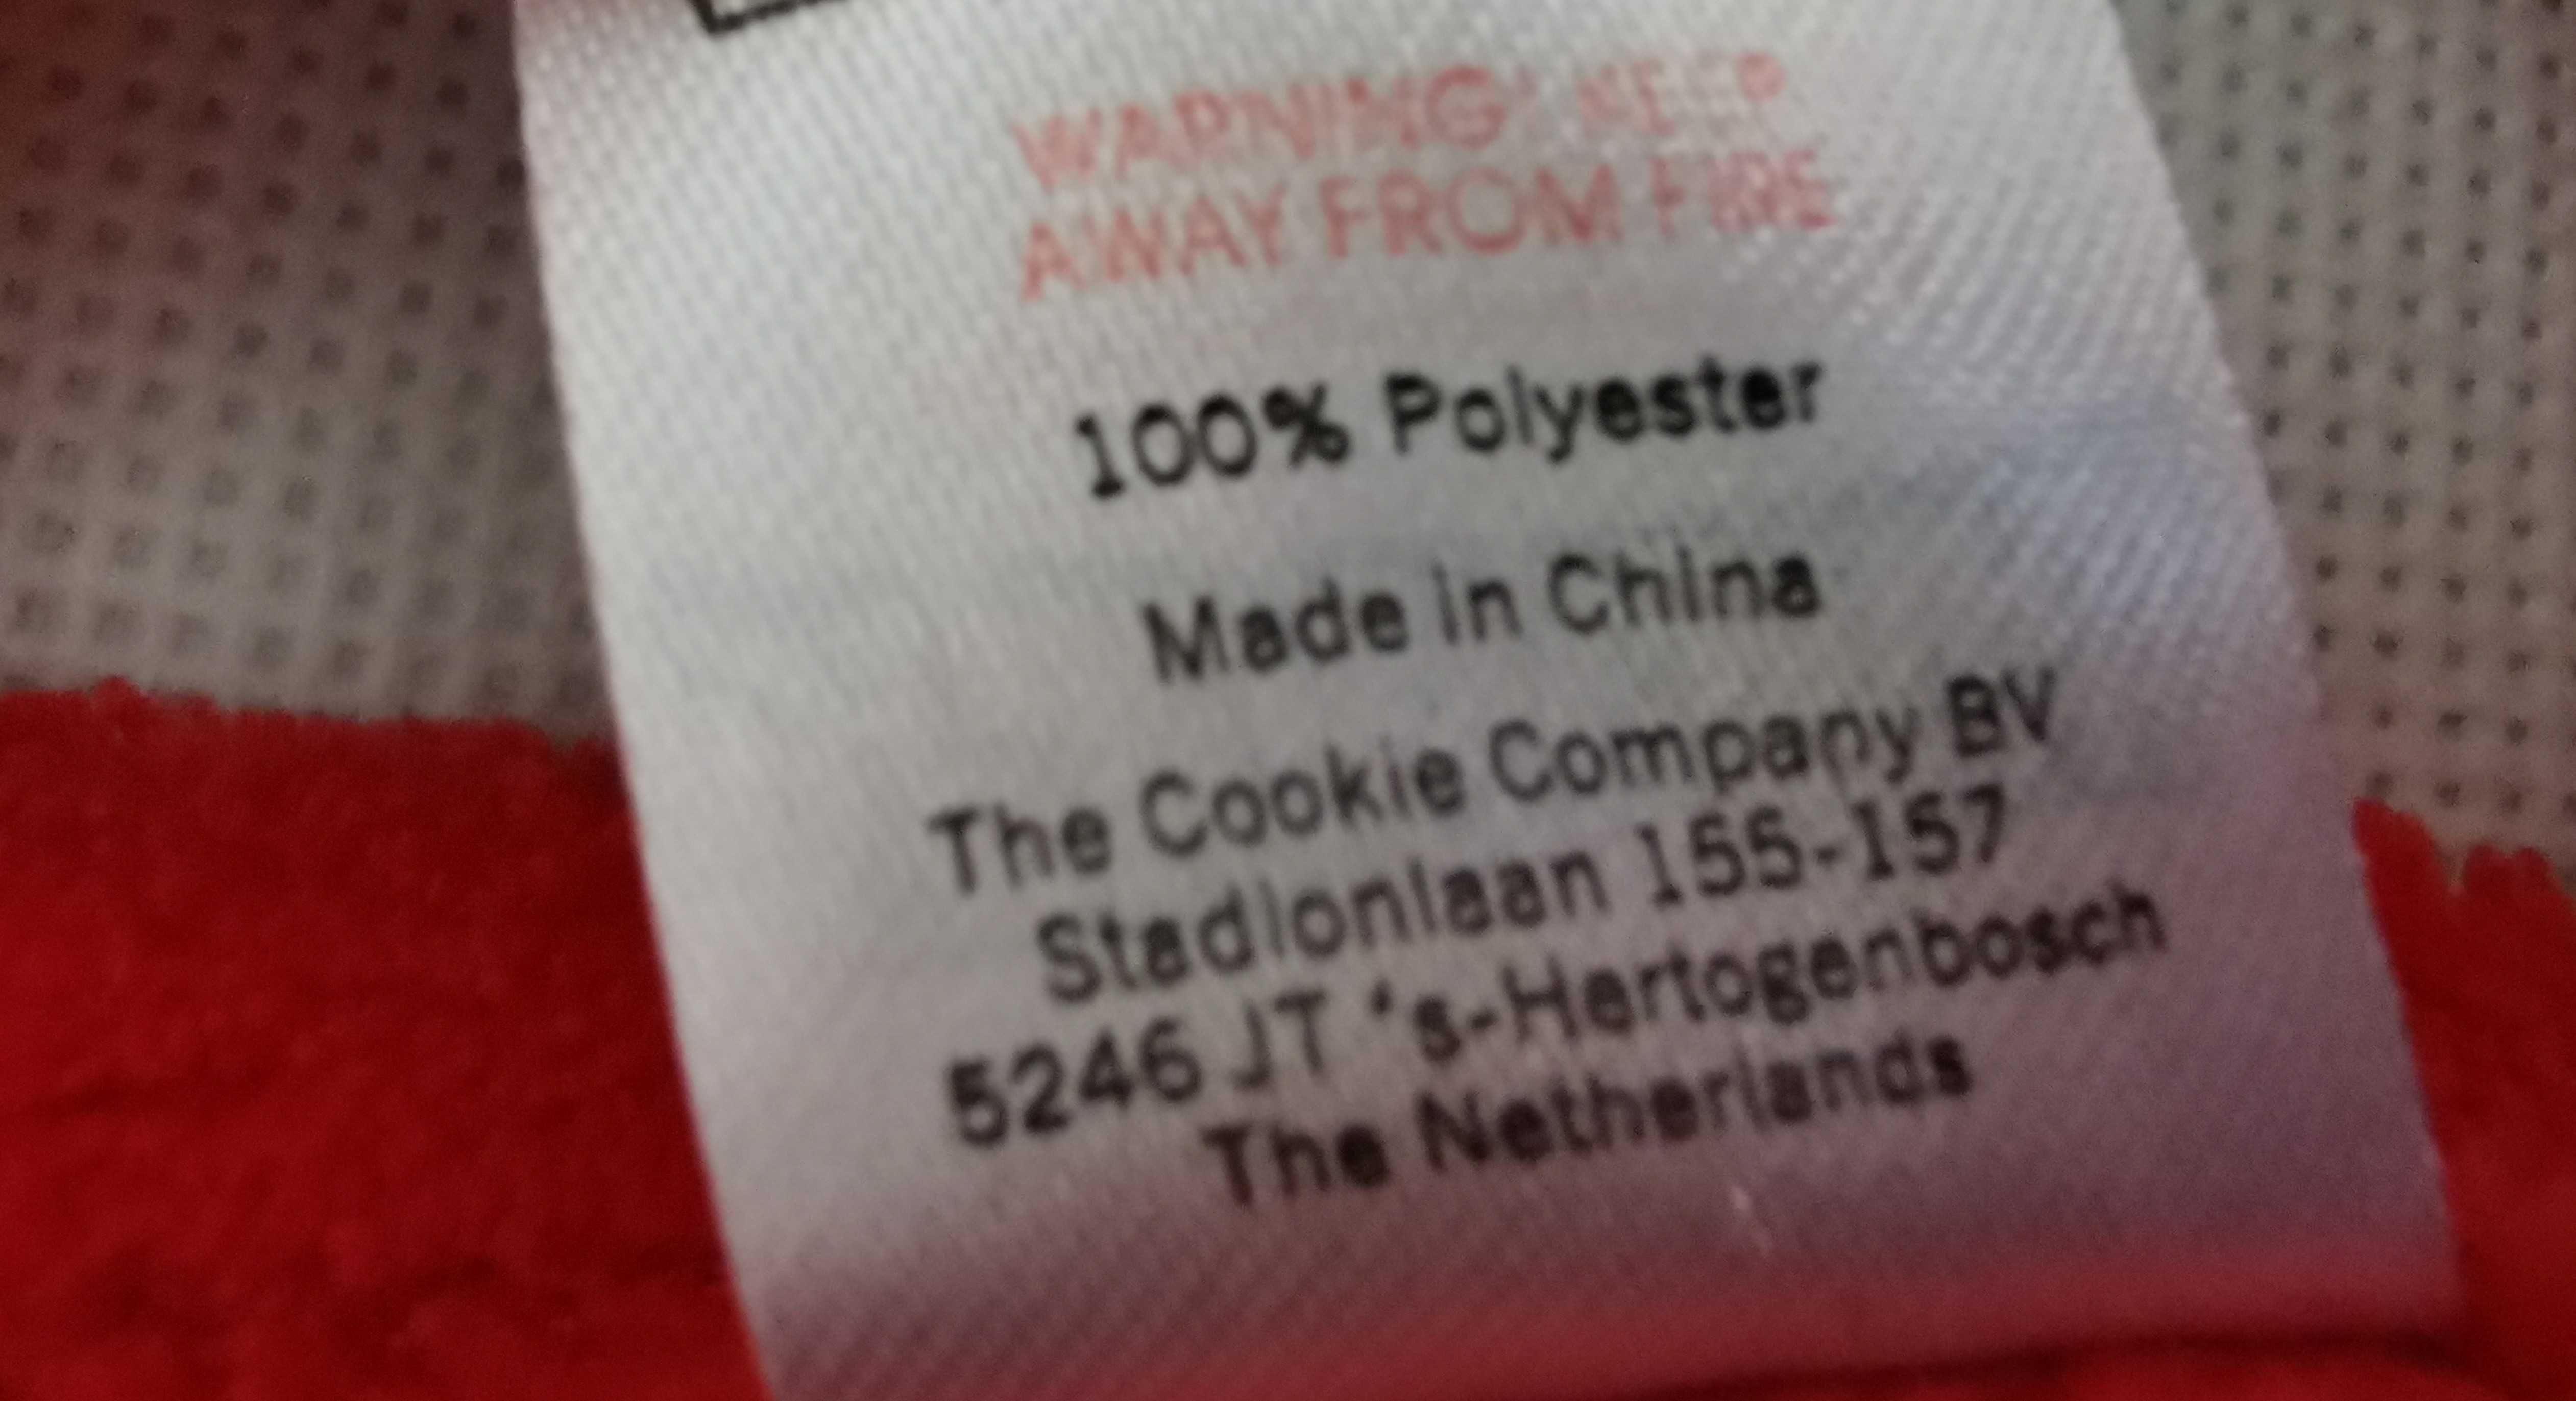 WARNING! KEEP
AWAY FROM FIRE
100% Polyester
Made in China
The Cookie Company BV
Stadionlaan 155-157
5246 JT 's-Hertogenbosch
The Netherlands